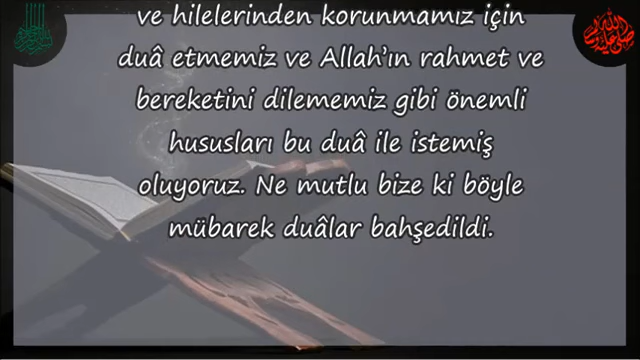 ve hilelerinden korunmamız için
duâ etmemiz ve Allah'ın rahmet ve
bereketini dilememiz gibi önemli
hususları bu duâ ile istemiş
oluyoruz. Ne mutlu bize ki böyle
mübarek duâlar bahşedildi.